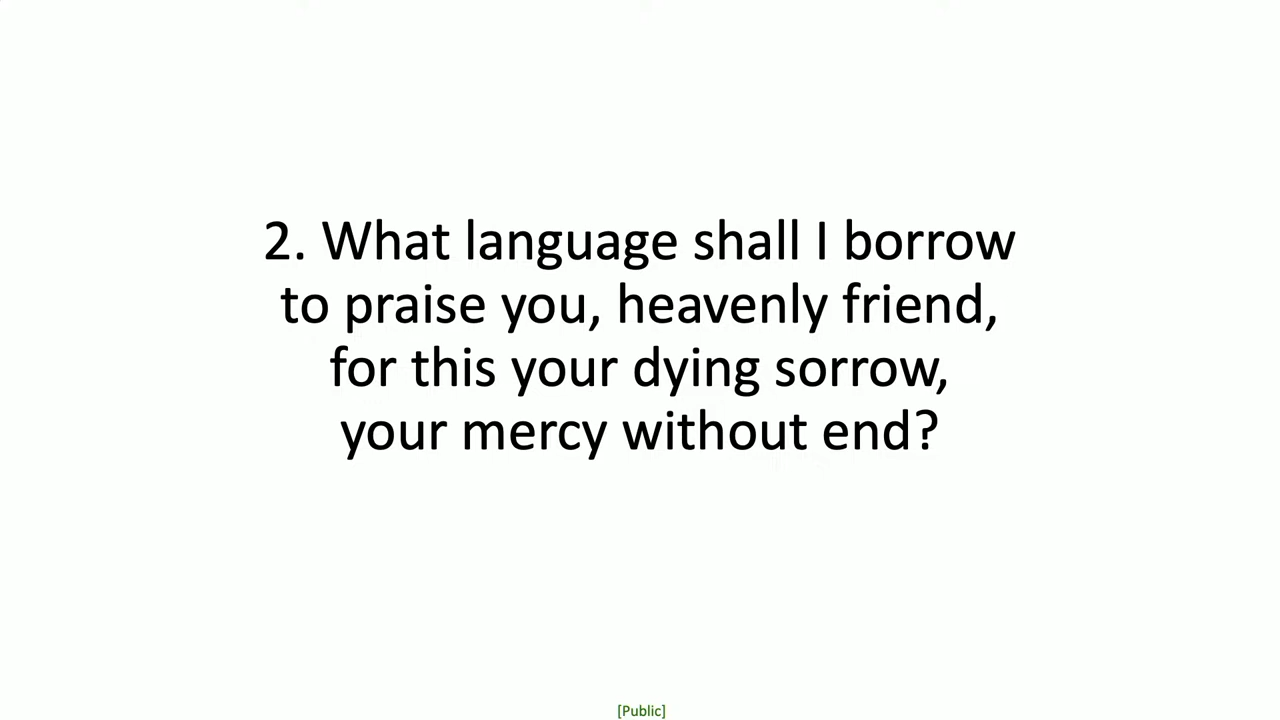 2. What language shall I borrow
to praise you, heavenly friend,
for this your dying sorrow,
your mercy without end?
[Public]